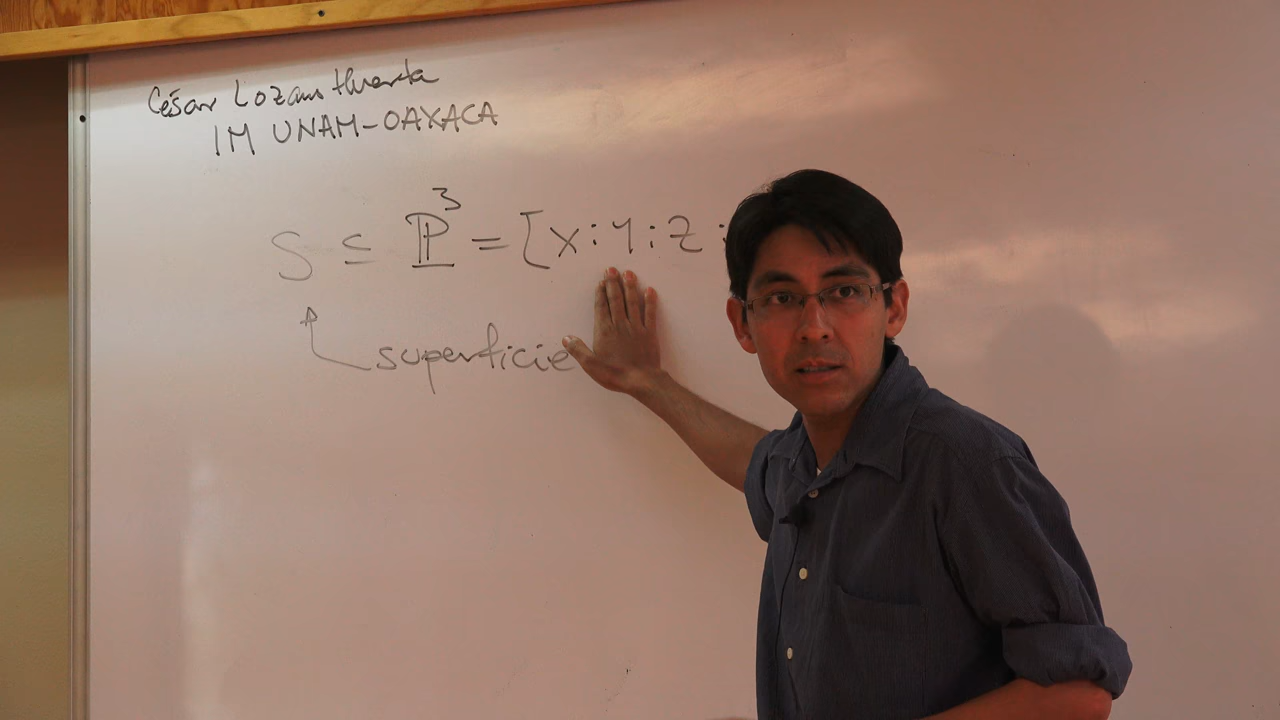 César Lozano Huerta
IM UNAM-OAXACA
S ⊆ ℙ³ = [X:Y:Z:
superficie